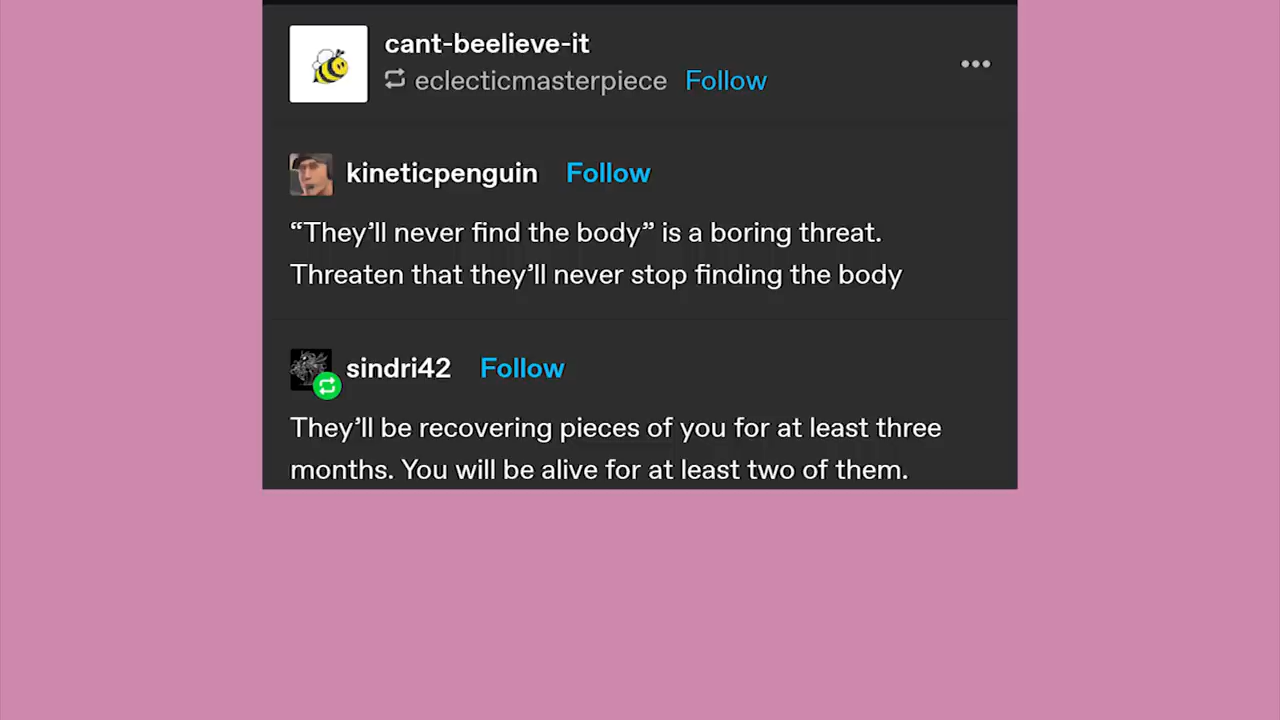 cant-beelieve-it
eclecticmasterpiece Follow
kineticpenguin Follow
“They’ll never find the body” is a boring threat.
Threaten that they’ll never stop finding the body
sindri42 Follow
They’ll be recovering pieces of you for at least three
months. You will be alive for at least two of them.